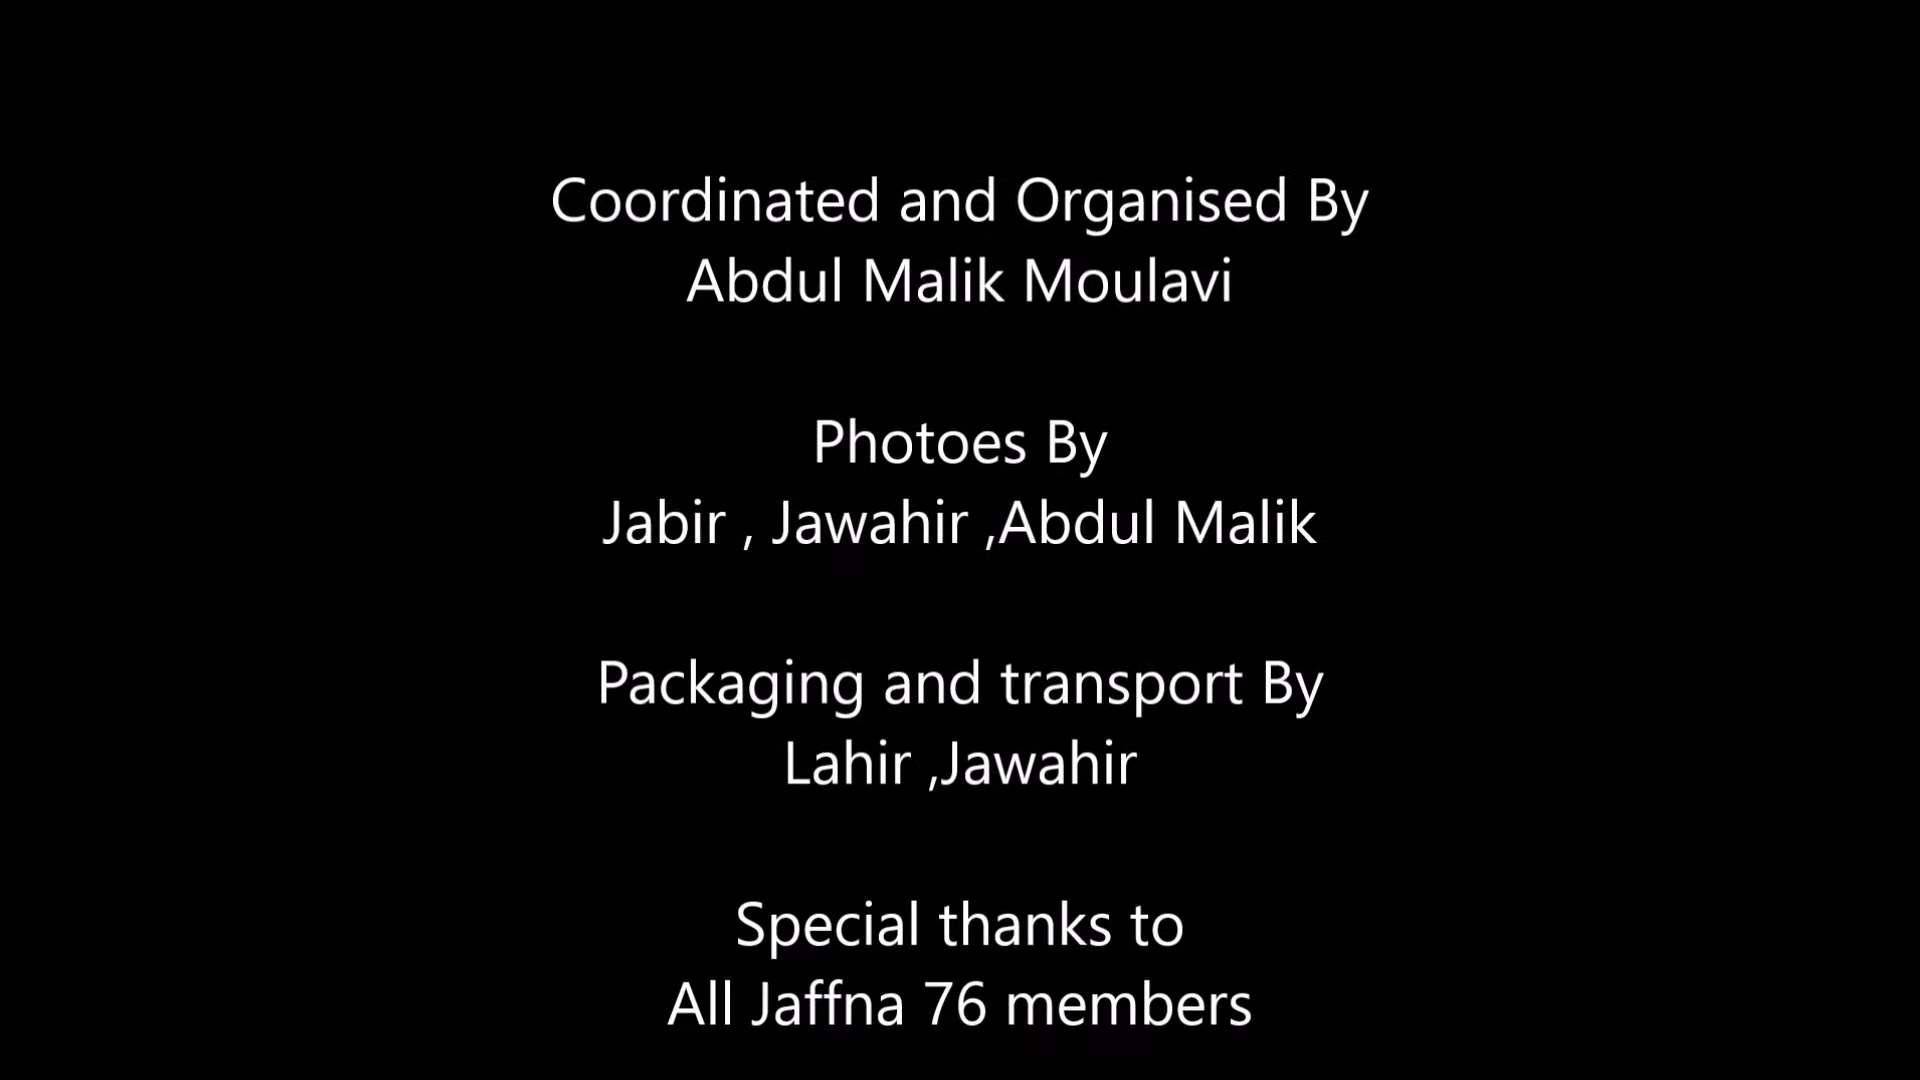 Coordinated and Organised By
Abdul Malik Moulavi
Photoes By
Jabir , Jawahir ,Abdul Malik
Packaging and transport By
Lahir ,Jawahir
Special thanks to
All Jaffna 76 members